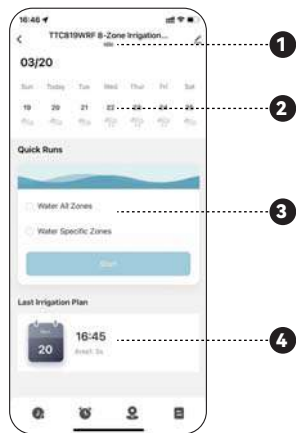 16:46
TTC819WRF 8-Zone Irrigation...
1
03/20
Sun Today Tue Wed Thur Fri Sat
19 20 21 22 23 24 25
2
Quick Runs
Water All Zones
3
Water Specific Zones
Start
Last Irrigation Plan
20
16:45
4